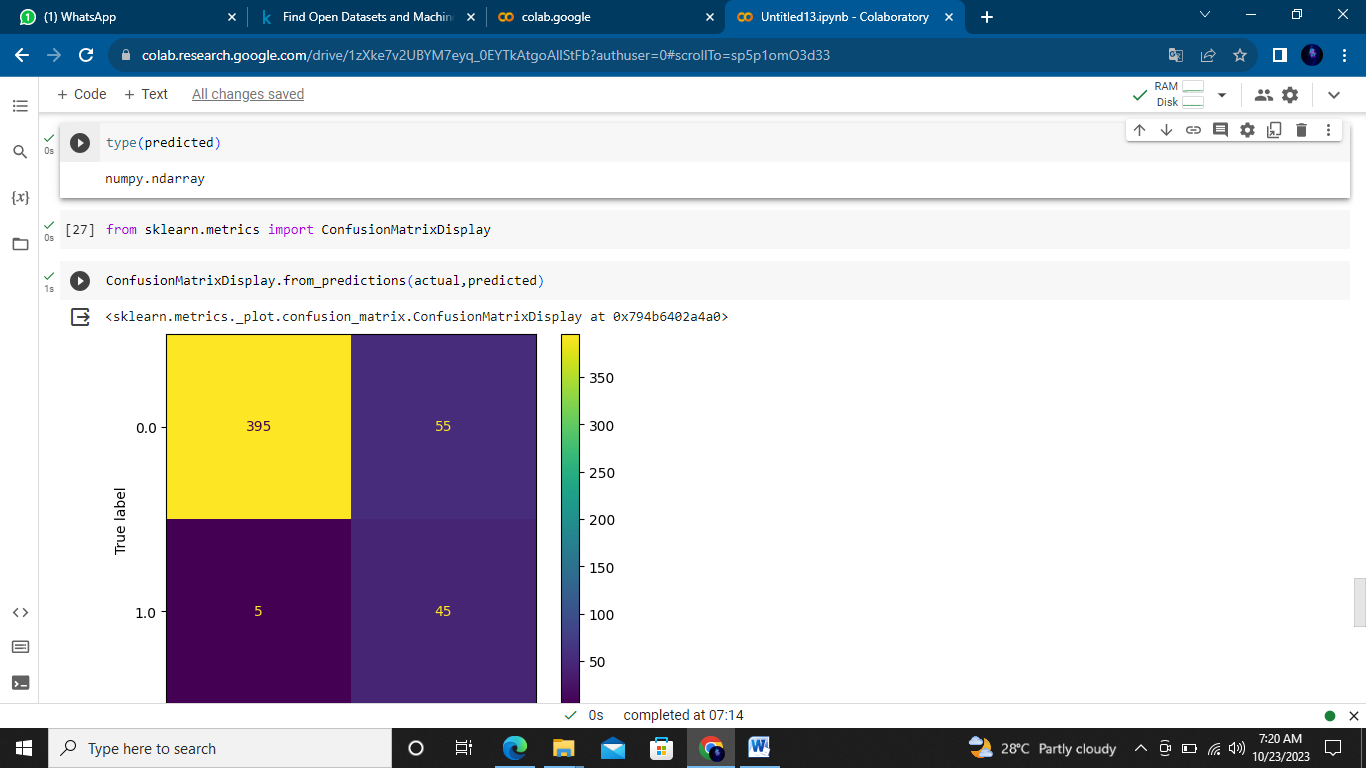 (1) WhatsApp
Find Open Datasets and Machin
colab.google
Untitled13.ipynb - Colaboratory
colab.research.google.com/drive/1zXke7v2UBYM7eyq_0EYTkAtgoAllStFb?authuser=0#scrollTo=sp5p1omO3d33
+ Code + Text All changes saved
RAM
Disk
type(predicted)
0s
numpy.ndarray
[27] from sklearn.metrics import ConfusionMatrixDisplay
0s
ConfusionMatrixDisplay.from_predictions(actual,predicted)
1s
<sklearn.metrics._plot.confusion_matrix.ConfusionMatrixDisplay at 0x794b6402a4a0>
350
0.0 395 55 300
250
True label
200
150
1.0 5 45 100
50
0s completed at 07:14
Type here to search
28°C Partly cloudy
7:20 AM
10/23/2023